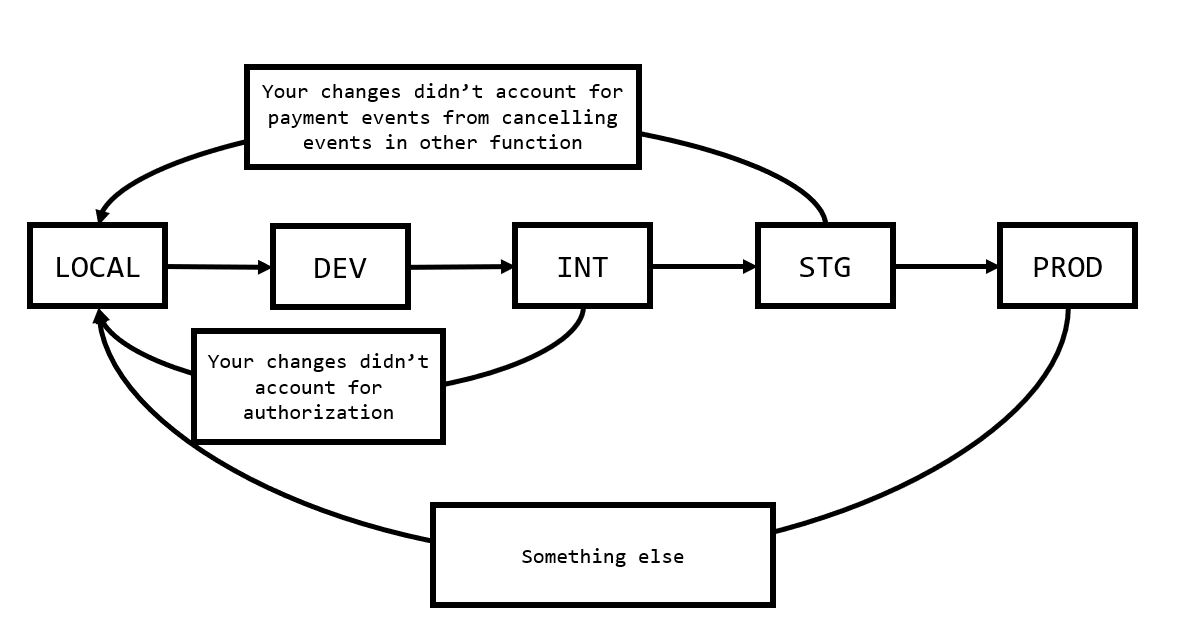 Your changes didn’t account for
payment events from cancelling
events in other function
LOCAL
DEV
INT
STG
PROD
Your changes didn’t
account for
authorization
Something else